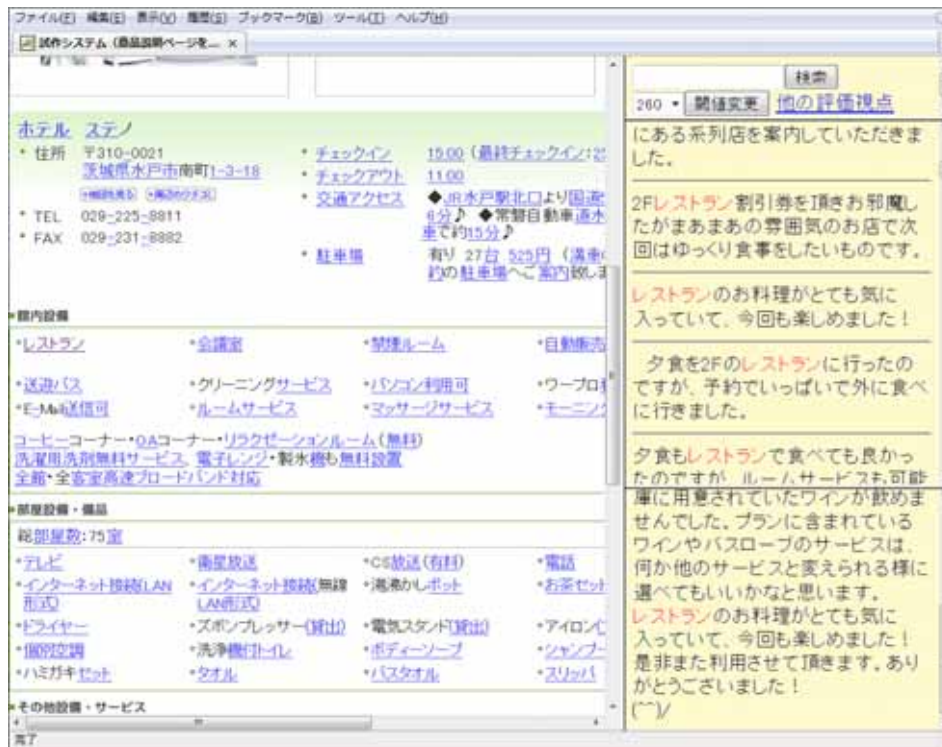 ファイル(F) 編集(E) 表示(V) 履歴(S) ブックマーク(B) ツール(T) ヘルプ(H)
試作システム (商品説明ページを... ×
ホテル ステノ
・住所 〒310-0021
茨城県水戸市南町1-3-18
・TEL 029-225-8811
・FAX 029-231-8882
・チェックイン 15:00 (最終チェックイン:2
・チェックアウト 11:00
・交通アクセス ◆JR水戸駅北口より国道
6分♪ ◆常磐自動車道水
車で約15分♪
・駐車場 有り 27台 525円 (満車
約の駐車場へご案内致しま
館内設備
・レストラン ・会議室 ・禁煙ルーム ・自動販売
・送迎バス ・クリーニングサービス ・パソコン利用可 ・ワープロ
・E-Mail送信可 ・ルームサービス ・マッサージサービス ・モーニン
コーヒーコーナー・OAコーナー・リラクゼーションルーム(無料)
洗濯用洗剤無料サービス、電子レンジ・製氷機も無料設置
全館・全客室高速ブロードバンド対応
部屋設備・備品
総部屋数:75室
・テレビ ・衛星放送 ・CS放送(有料) ・電話
・インターネット接続(LAN形式) ・インターネット接続(無線LAN形式) ・湯沸かしポット ・お茶セット
・ドライヤー ・ズボンプレッサー(貸出) ・電気スタンド(貸出) ・アイロン(
・個別空調 ・洗浄機付トイレ ・ボディーソープ ・シャンプー
・ハミガキセット ・タオル ・バスタオル ・スリッパ
その他設備・サービス
完了
検索
260 閾値変更 他の評価視点
にある系列店を案内していただきま
した。
2Fレストラン割引券を頂きお邪魔し
たがまあまあの雰囲気のお店で次
回はゆっくり食事をしたいものです。
レストランのお料理がとても気に
入っていて、今回も楽しめました!
夕食を2Fのレストランに行ったの
ですが、予約でいっぱいで外に食べ
に行きました。
夕食もレストランで食べても良かっ
たのですが、ルームサービスも可能
庫に用意されていたワインが飲めま
せんでした。プランに含まれている
ワインやバスローブのサービスは、
何か他のサービスと変えられる様に
選べてもいいかなと思います。
レストランのお料理がとても気に
入っていて、今回も楽しめました!
是非また利用させて頂きます。あり
がとうございました!
(^^)/